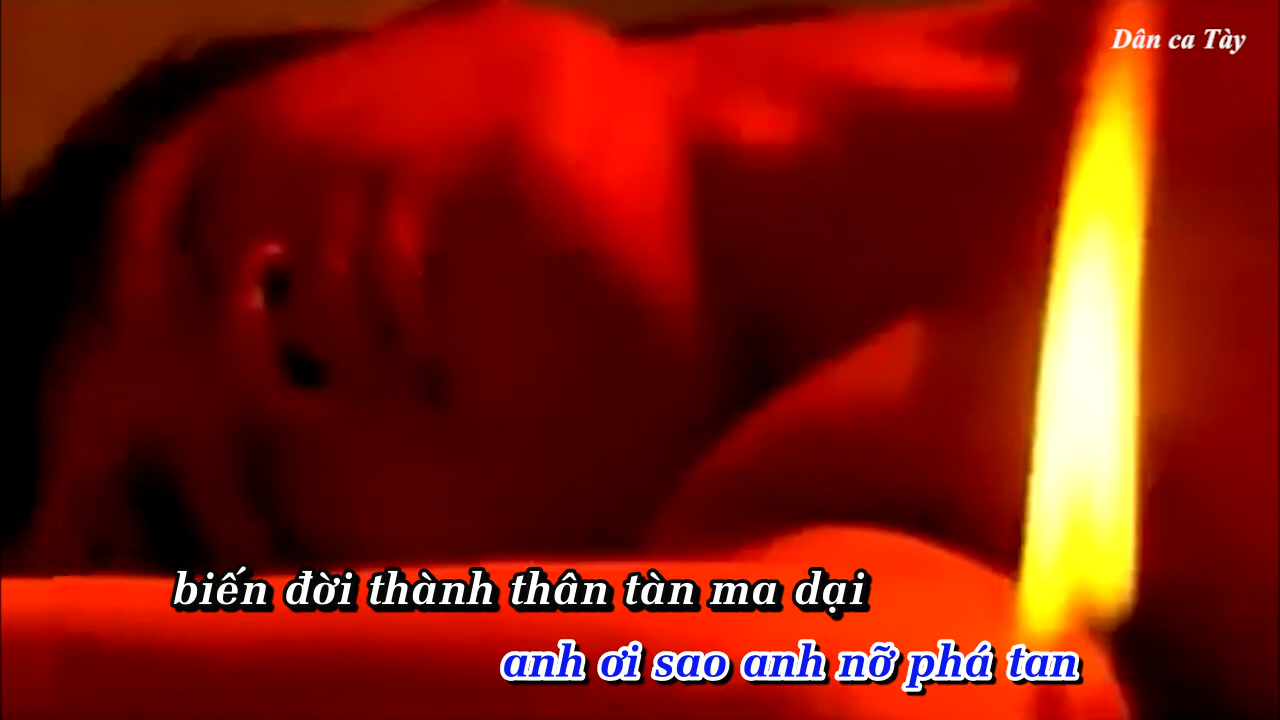 Dân ca Tày
biến đời thành thân tàn ma dại
anh ơi sao anh nỡ phá tan